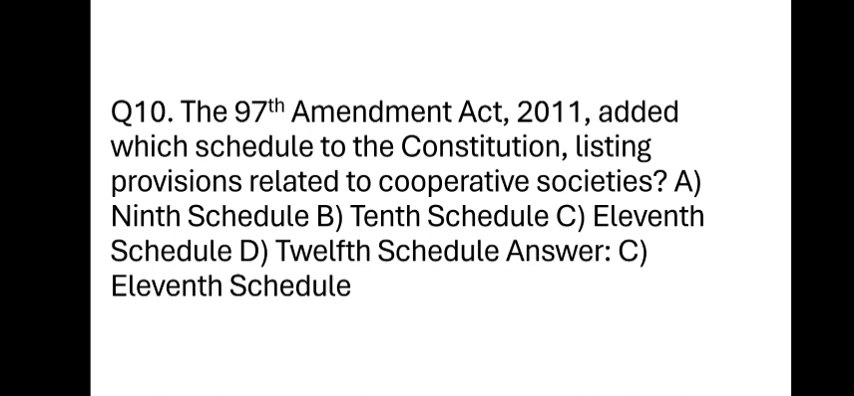 Q10. The 97th Amendment Act, 2011, added
which schedule to the Constitution, listing
provisions related to cooperative societies? A)
Ninth Schedule B) Tenth Schedule C) Eleventh
Schedule D) Twelfth Schedule Answer: C)
Eleventh Schedule